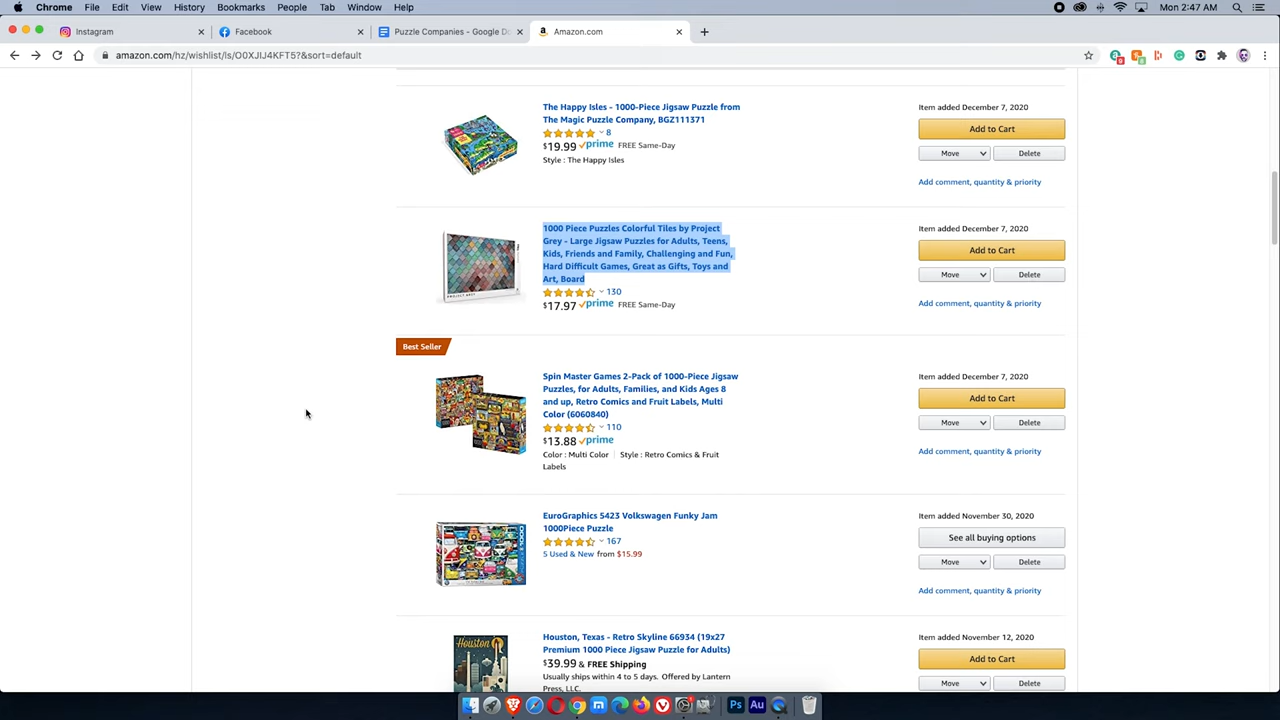 Chrome File Edit View History Bookmarks People Tab Window Help Mon 2:47 AM
Instagram Facebook Puzzle Companies - Google Do Amazon.com
amazon.com/hz/wishlist/ls/O0XJIJ4KFT5?&sort=default
The Happy Isles - 1000-Piece Jigsaw Puzzle from
The Magic Puzzle Company, BGZ111371
8
$19.99 prime FREE Same-Day
Style : The Happy Isles
Item added December 7, 2020
Add to Cart
Move Delete
Add comment, quantity & priority
1000 Piece Puzzles Colorful Tiles by Project
Grey - Large Jigsaw Puzzles for Adults, Teens,
Kids, Friends and Family, Challenging and Fun,
Hard Difficult Games, Great as Gifts, Toys and
Art, Board
130
$17.97 prime FREE Same-Day
PROJECT GREY
Item added December 7, 2020
Add to Cart
Move Delete
Add comment, quantity & priority
Best Seller
Spin Master Games 2-Pack of 1000-Piece Jigsaw
Puzzles, for Adults, Families, and Kids Ages 8
and up, Retro Comics and Fruit Labels, Multi
Color (6060840)
110
$13.88 prime
Color : Multi Color Style : Retro Comics & Fruit
Labels
Item added December 7, 2020
Add to Cart
Move Delete
Add comment, quantity & priority
EuroGraphics 5423 Volkswagen Funky Jam
1000Piece Puzzle
167
5 Used & New from $15.99
Item added November 30, 2020
See all buying options
Move Delete
Add comment, quantity & priority
Houston, Texas - Retro Skyline 66934 (19x27
Premium 1000 Piece Jigsaw Puzzle for Adults)
$39.99 & FREE Shipping
Usually ships within 4 to 5 days. Offered by Lantern
Press, LLC.
Houston
Item added November 12, 2020
Add to Cart
Move Delete
Ps Au